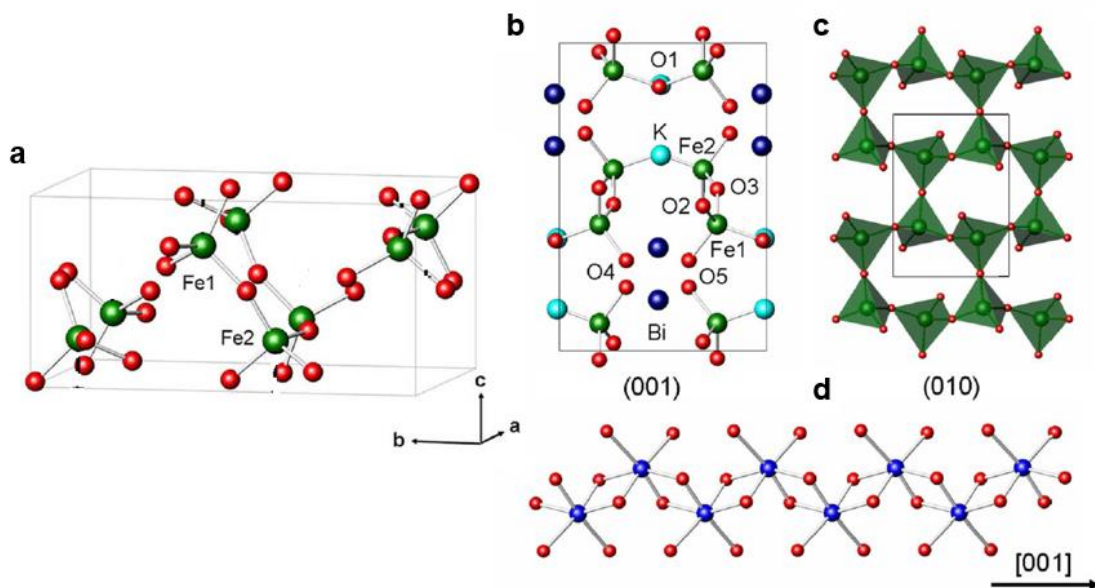 a
Fe1
Fe2
c
b
a
b
O1
K
Fe2
O3
O2
Fe1
O4
O5
Bi
(001)
c
(010)
d
[001]